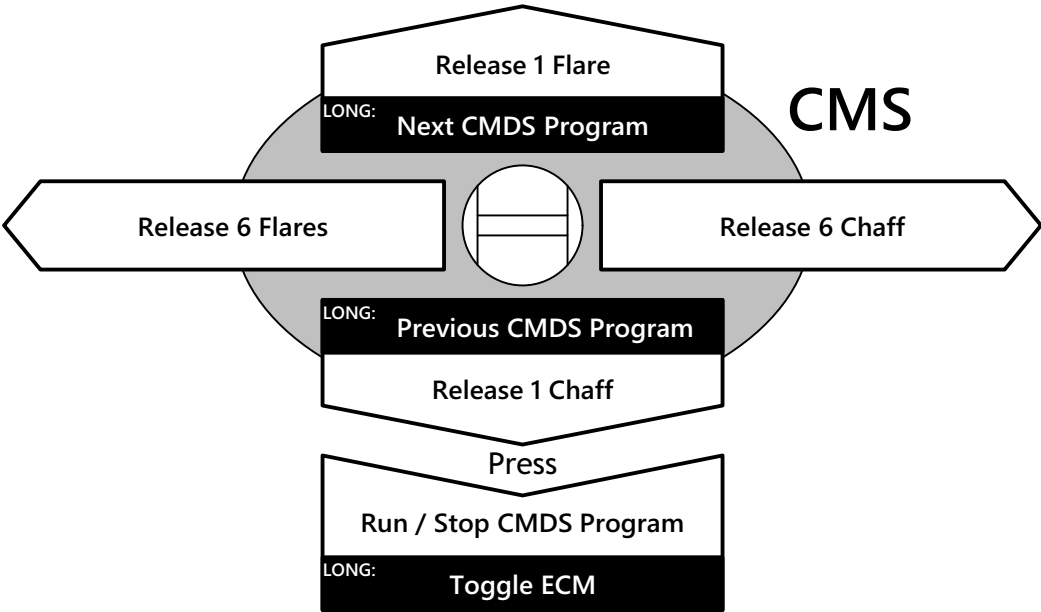 Release 1 Flare
CMS
LONG:
Next CMDS Program
Release 6 Flares
Release 6 Chaff
LONG:
Previous CMDS Program
Release 1 Chaff
Press
Run / Stop CMDS Program
LONG:
Toggle ECM